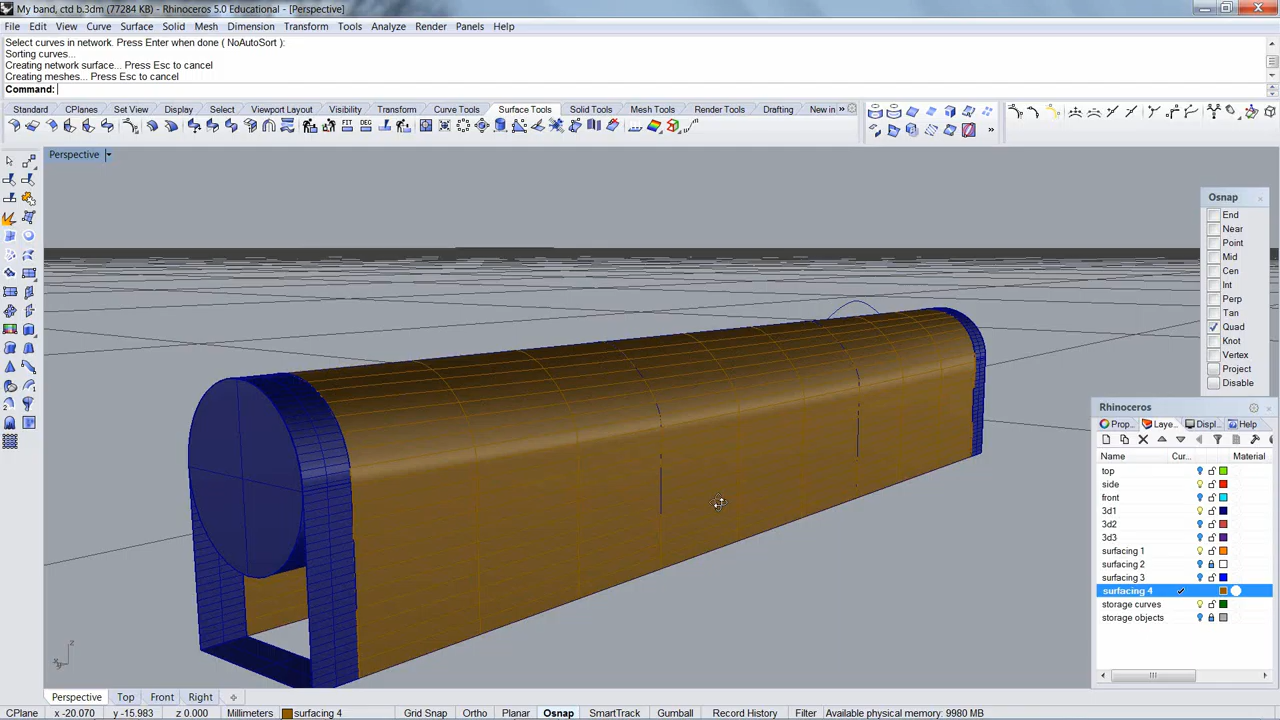 My band, ctd b.3dm (77284 KB) - Rhinoceros 5.0 Educational - [Perspective]
File Edit View Curve Surface Solid Mesh Dimension Transform Tools Analyze Render Panels Help
Select curves in network. Press Enter when done ( NoAutoSort ):
Sorting curves...
Creating network surface... Press Esc to cancel
Creating meshes... Press Esc to cancel
Command:
Standard CPlanes Set View Display Select Viewport Layout Visibility Transform Curve Tools Surface Tools Solid Tools Mesh Tools Render Tools Drafting New in
FIT DEG
Perspective
Osnap
End
Near
Point
Mid
Cen
Int
Perp
Tan
Quad
Knot
Vertex
Project
Disable
Rhinoceros
Prop... Laye... Displ... Help
Name Cur... Material
top
side
front
3d1
3d2
3d3
surfacing 1
surfacing 2
surfacing 3
surfacing 4
storage curves
storage objects
z
Perspective Top Front Right
CPlane x -20.070 y -15.983 z 0.000 Millimeters surfacing 4 Grid Snap Ortho Planar Osnap SmartTrack Gumball Record History Filter Available physical memory: 9980 MB